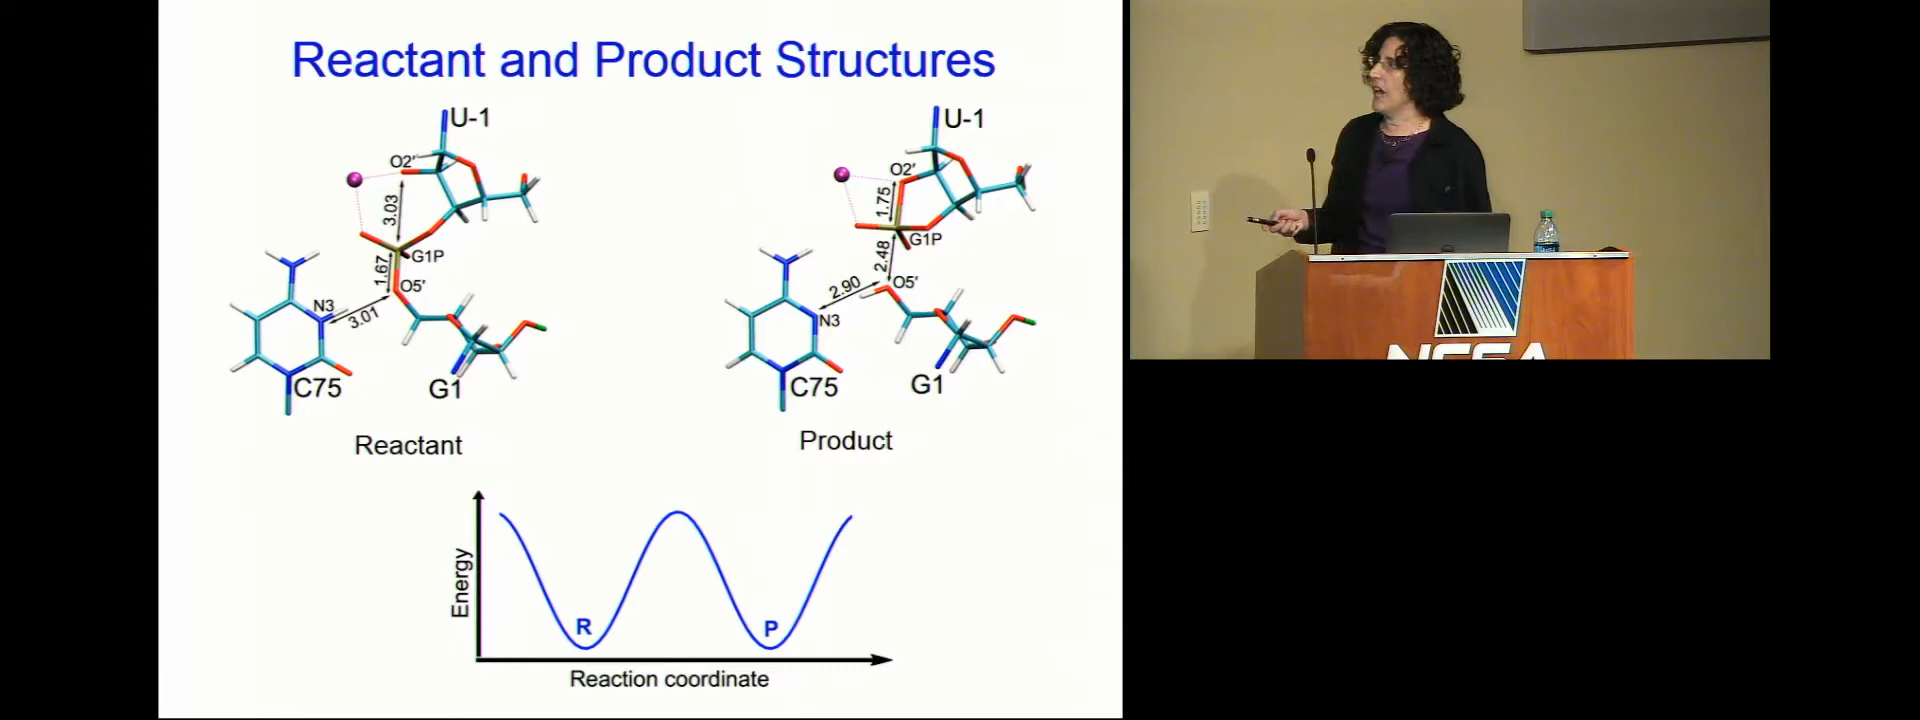 Reactant and Product Structures
U-1
O2'
3.03
G1P
1.67
O5'
N3
3.01
C75
G1
Reactant
U-1
O2'
1.75
G1P
2.48
O5'
2.90
N3
C75
G1
Product
Energy
R
P
Reaction coordinate
NCSA